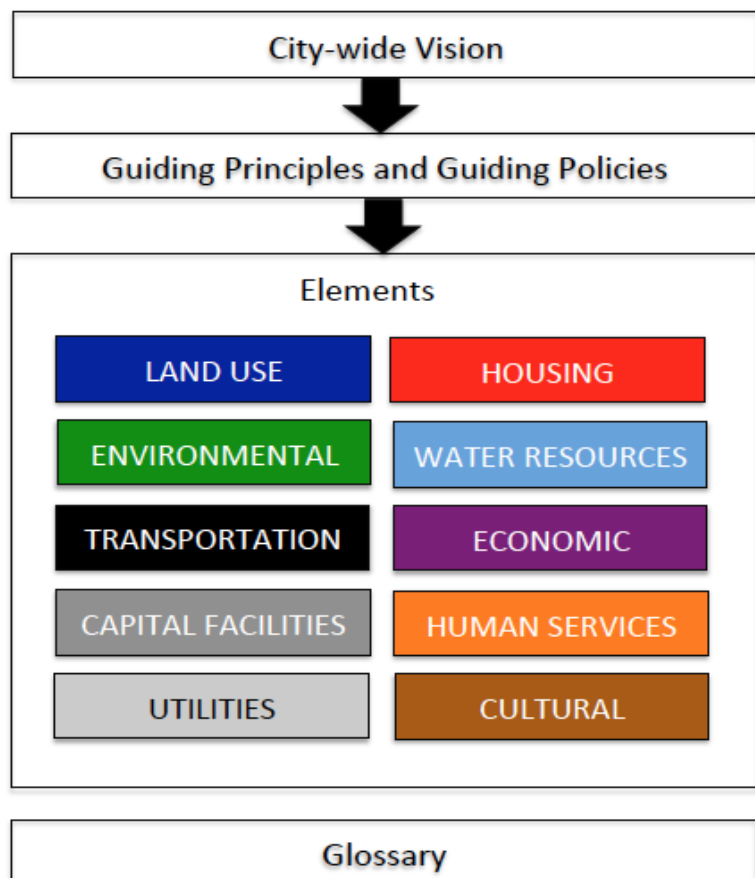 City-wide Vision
Guiding Principles and Guiding Policies
Elements
LAND USE
HOUSING
ENVIRONMENTAL
WATER RESOURCES
TRANSPORTATION
ECONOMIC
CAPITAL FACILITIES
HUMAN SERVICES
UTILITIES
CULTURAL
Glossary